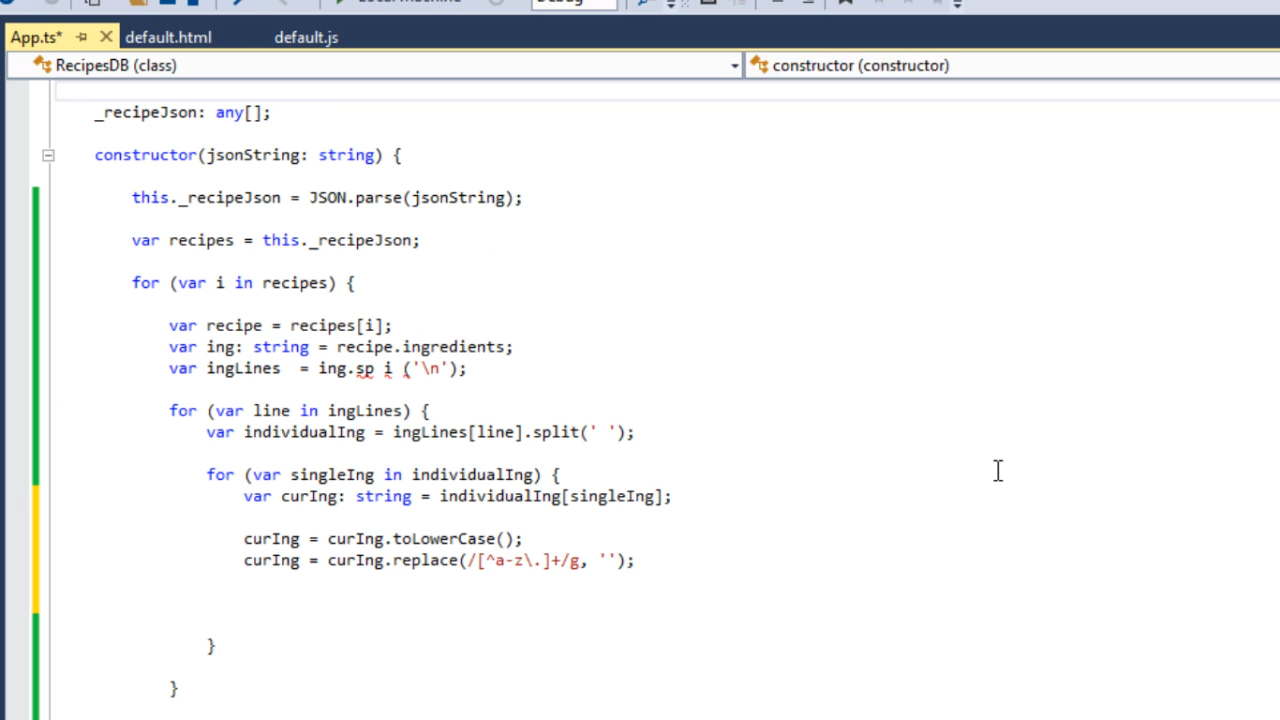 App.ts* default.html default.js
RecipesDB (class) constructor (constructor)
_recipeJson: any[];
constructor(jsonString: string) {
this._recipeJson = JSON.parse(jsonString);
var recipes = this._recipeJson;
for (var i in recipes) {
var recipe = recipes[i];
var ing: string = recipe.ingredients;
var ingLines  = ing.sp i ('\n');
for (var line in ingLines) {
var individualIng = ingLines[line].split(' ');
for (var singleIng in individualIng) {
var curIng: string = individualIng[singleIng];
curIng = curIng.toLowerCase();
curIng = curIng.replace(/[^a-z\.]+/g, '');
}
}